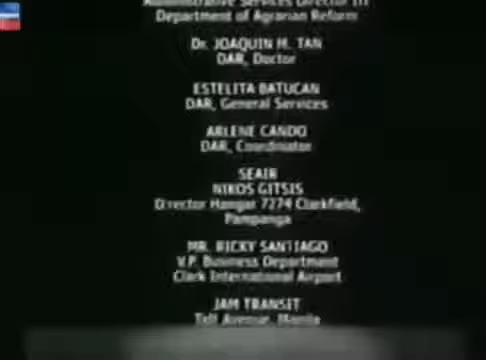 Administrative Services Director III
Department of Agrarian Reform
Dr. JOAQUIN M. TAN
DAR, Doctor
ESTELITA BATUCAN
DAR, General Services
ARLENE CANDO
DAR, Coordinator
SEAIR
NIKOS GITSIS
Director Hangar 7274 Clarkfield,
Pampanga
MR. RICKY SANTIAGO
V.P. Business Department
Clark International Airport
JAM TRANSIT
Taft Avenue, Manila